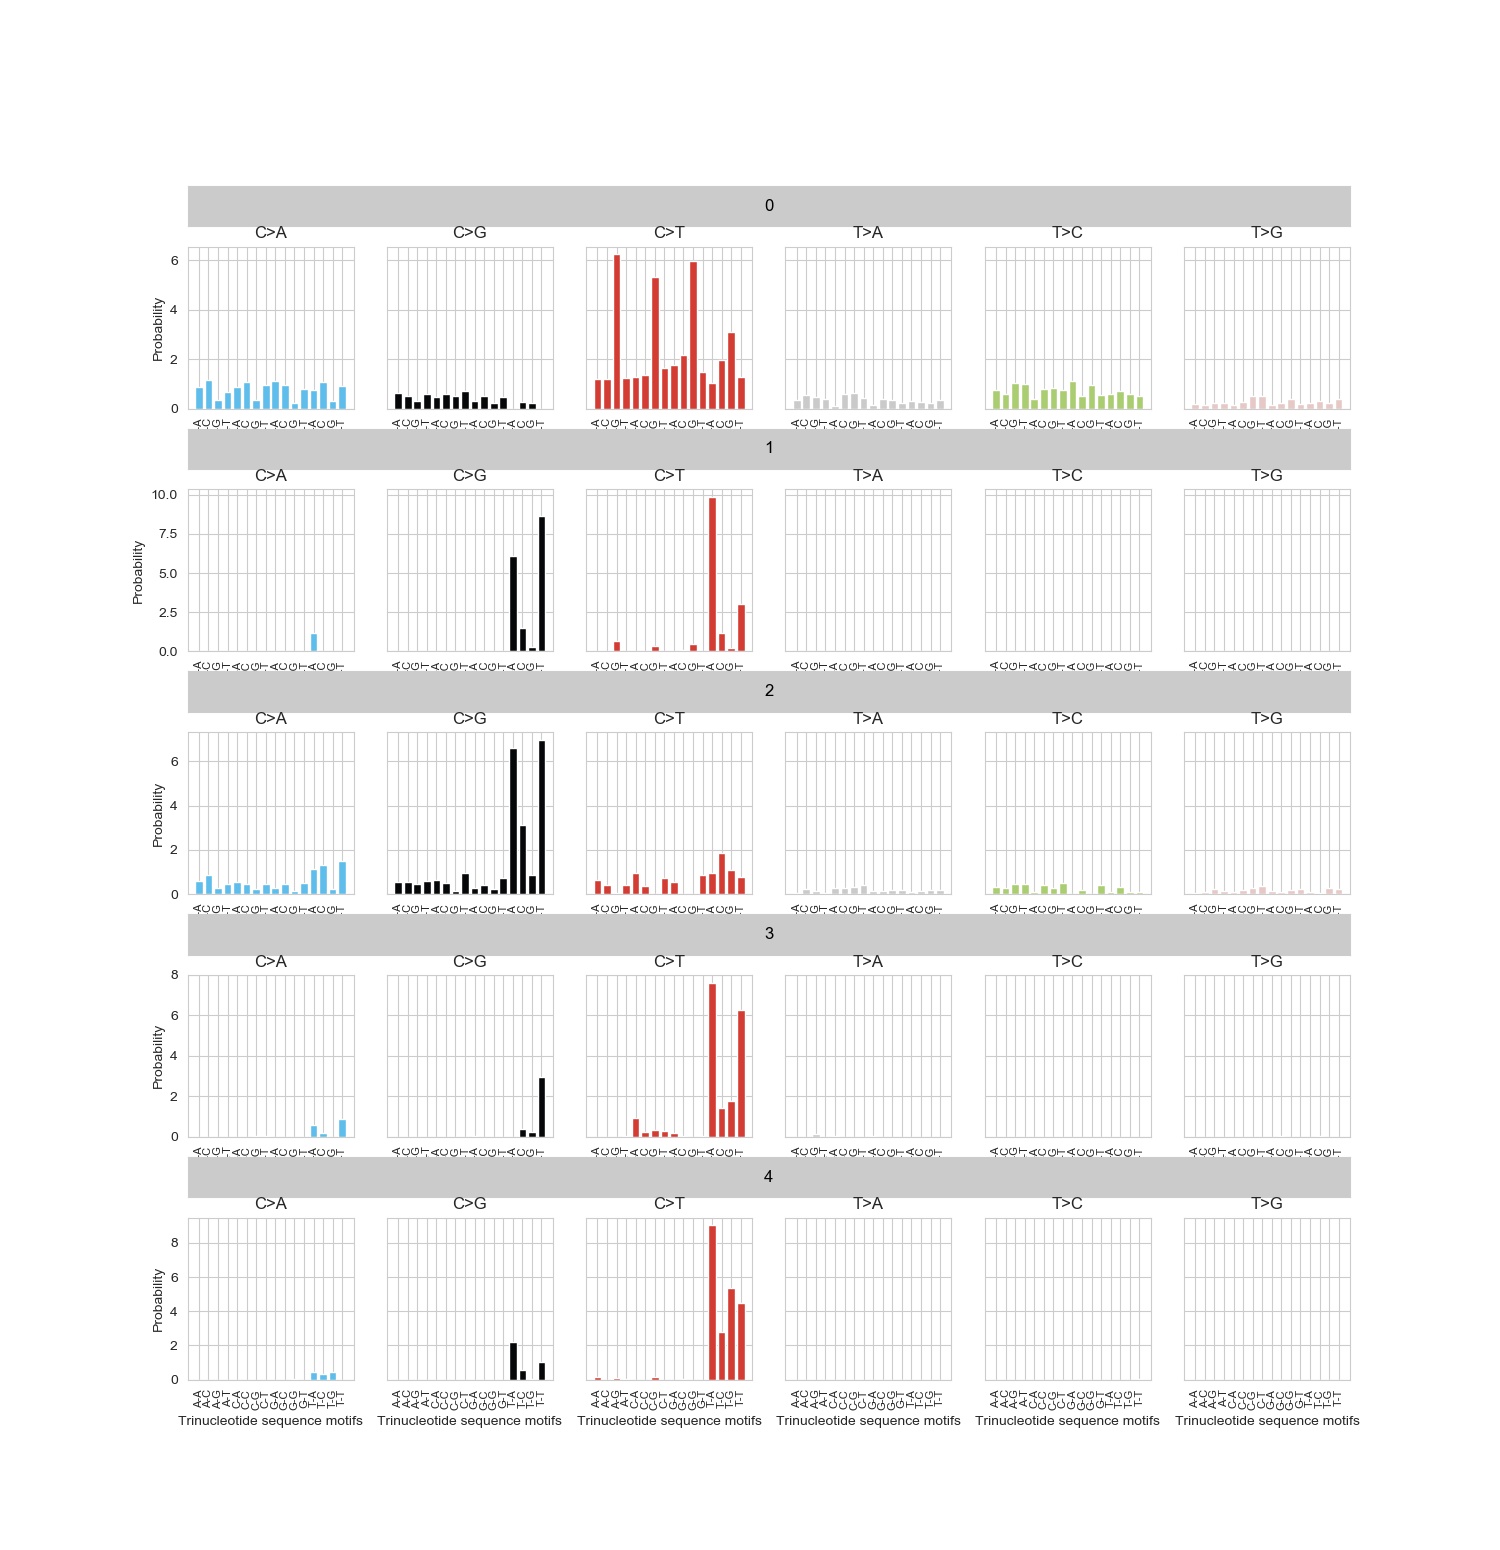 0
C>A C>G C>T T>A T>C T>G
Probability
6
4
2
0
1
C>A C>G C>T T>A T>C T>G
Probability
10.0
7.5
5.0
2.5
0.0
2
C>A C>G C>T T>A T>C T>G
Probability
6
4
2
0
3
C>A C>G C>T T>A T>C T>G
Probability
8
6
4
2
0
4
C>A C>G C>T T>A T>C T>G
Probability
8
6
4
2
0
A-A A-C A-G A-T C-A C-C C-G C-T G-A G-C G-G G-T T-A T-C T-G T-T
A-A A-C A-G A-T C-A C-C C-G C-T G-A G-C G-G G-T T-A T-C T-G T-T
A-A A-C A-G A-T C-A C-C C-G C-T G-A G-C G-G G-T T-A T-C T-G T-T
A-A A-C A-G A-T C-A C-C C-G C-T G-A G-C G-G G-T T-A T-C T-G T-T
A-A A-C A-G A-T C-A C-C C-G C-T G-A G-C G-G G-T T-A T-C T-G T-T
A-A A-C A-G A-T C-A C-C C-G C-T G-A G-C G-G G-T T-A T-C T-G T-T
Trinucleotide sequence motifs Trinucleotide sequence motifs Trinucleotide sequence motifs Trinucleotide sequence motifs Trinucleotide sequence motifs Trinucleotide sequence motifs